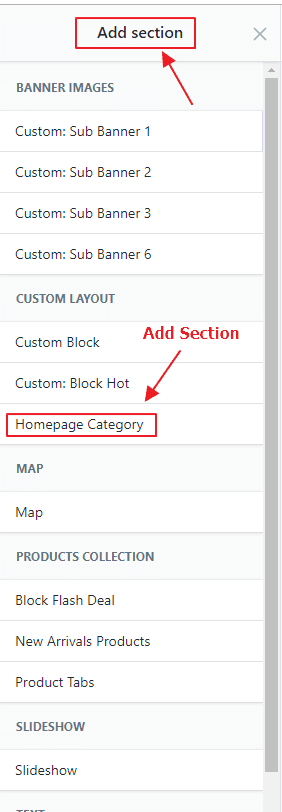 Add section
BANNER IMAGES
Custom: Sub Banner 1
Custom: Sub Banner 2
Custom: Sub Banner 3
Custom: Sub Banner 6
CUSTOM LAYOUT
Custom Block
Add Section
Custom: Block Hot
Homepage Category
MAP
Map
PRODUCTS COLLECTION
Block Flash Deal
New Arrivals Products
Product Tabs
SLIDESHOW
Slideshow